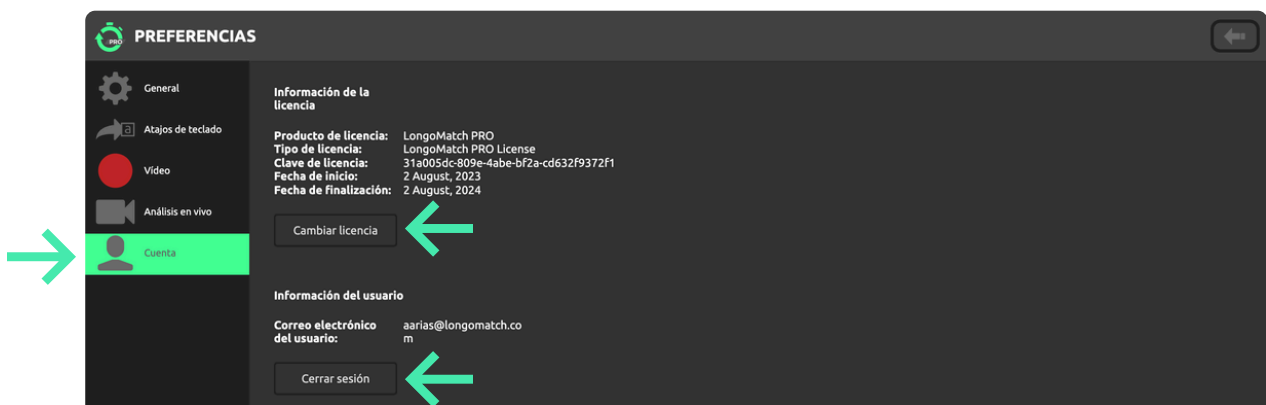 PRO
PREFERENCIAS
General
a
Atajos de teclado
Vídeo
Análisis en vivo
Cuenta
Información de la
licencia
Producto de licencia: LongoMatch PRO
Tipo de licencia: LongoMatch PRO License
Clave de licencia: 31a005dc-809e-4abe-bf2a-cd632f9372f1
Fecha de inicio: 2 August, 2023
Fecha de finalización: 2 August, 2024
Cambiar licencia
Información del usuario
Correo electrónico aarias@longomatch.co
del usuario: m
Cerrar sesión